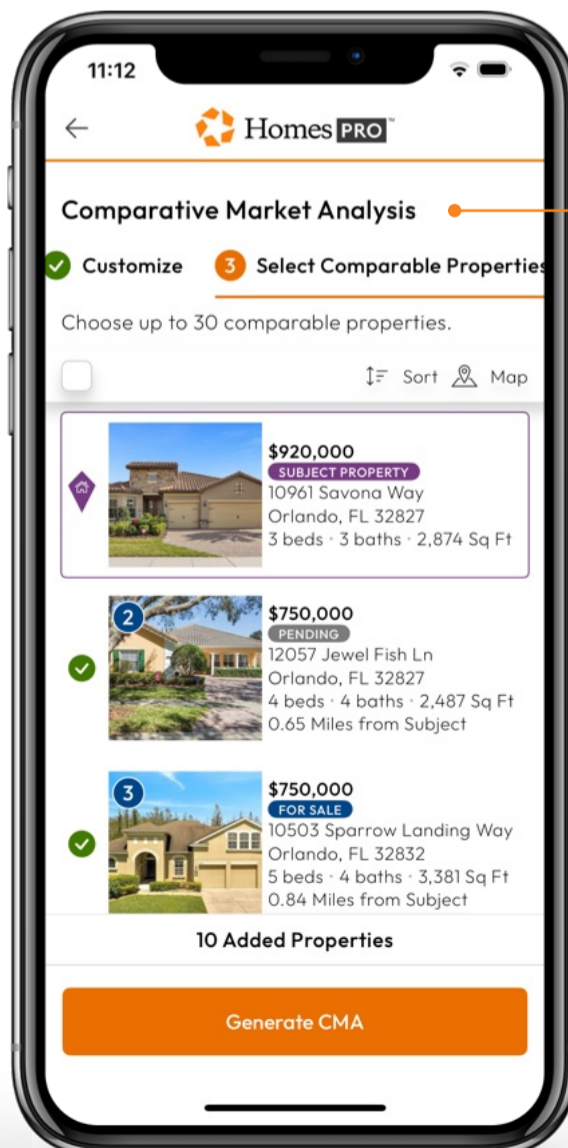 11:12
Homes PRO™
Comparative Market Analysis
Customize
3 Select Comparable Properties
Choose up to 30 comparable properties.
Sort Map
$920,000
SUBJECT PROPERTY
10961 Savona Way
Orlando, FL 32827
3 beds · 3 baths · 2,874 Sq Ft
2
$750,000
PENDING
12057 Jewel Fish Ln
Orlando, FL 32827
4 beds · 4 baths · 2,487 Sq Ft
0.65 Miles from Subject
3
$750,000
FOR SALE
10503 Sparrow Landing Way
Orlando, FL 32832
5 beds · 4 baths · 3,381 Sq Ft
0.84 Miles from Subject
10 Added Properties
Generate CMA